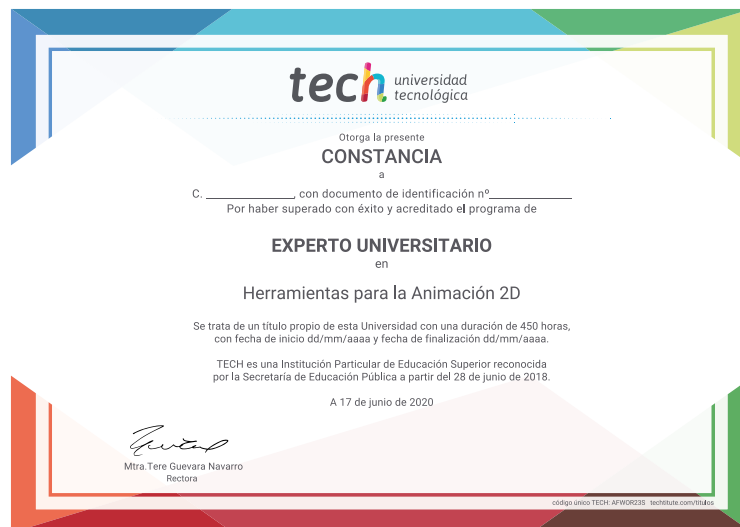 tech universidad
tecnológica
Otorga la presente
CONSTANCIA
a
C. ________________, con documento de identificación nº______________
Por haber superado con éxito y acreditado el programa de
EXPERTO UNIVERSITARIO
en
Herramientas para la Animación 2D
Se trata de un título propio de esta Universidad con una duración de 450 horas,
con fecha de inicio dd/mm/aaaa y fecha de finalización dd/mm/aaaa.
TECH es una Institución Particular de Educación Superior reconocida
por la Secretaría de Educación Pública a partir del 28 de junio de 2018.
A 17 de junio de 2020
Mtra.Tere Guevara Navarro
Rectora
código único TECH: AFWOR23S techtitute.com/titulos